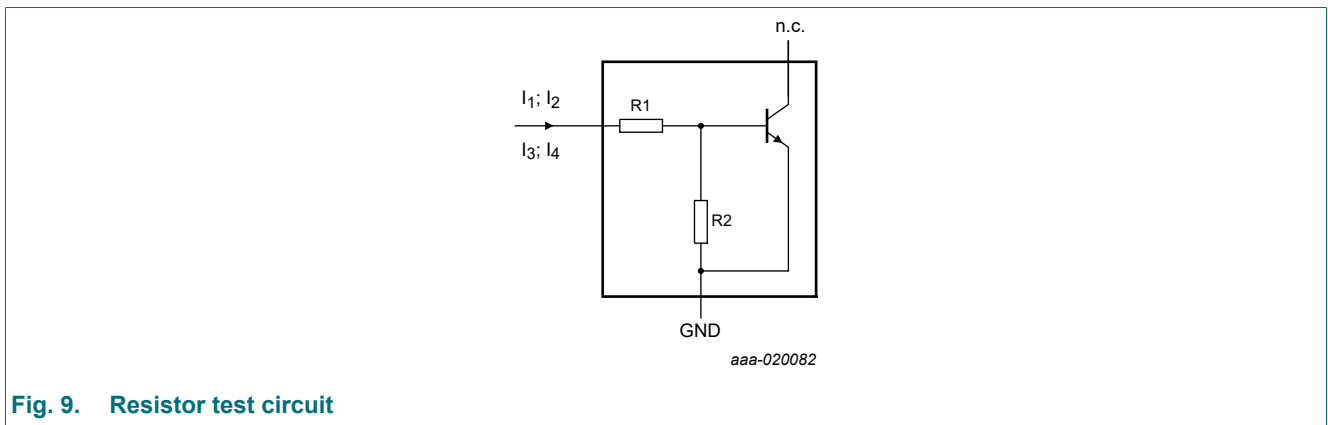 n.c.
I1; I2
R1
I3; I4
R2
GND
aaa-020082
Fig. 9. Resistor test circuit